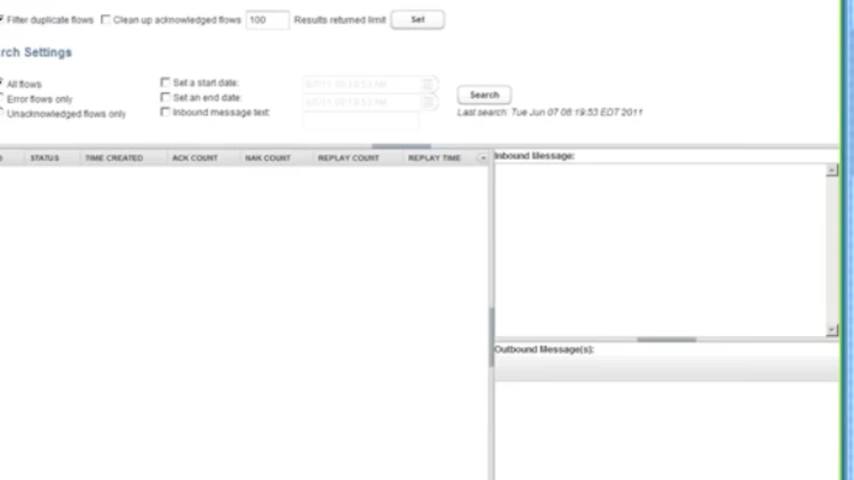 Filter duplicate flows Clean up acknowledged flows 100 Results returned limit Set
rch Settings
All flows
Error flows only
Unacknowledged flows only
Set a start date:
Set an end date:
Inbound message text:
Search
Last search: Tue Jun 07 08:19:53 EDT 2011
STATUS TIME CREATED ACK COUNT NAK COUNT REPLAY COUNT REPLAY TIME
Inbound Message:
Outbound Message(s):